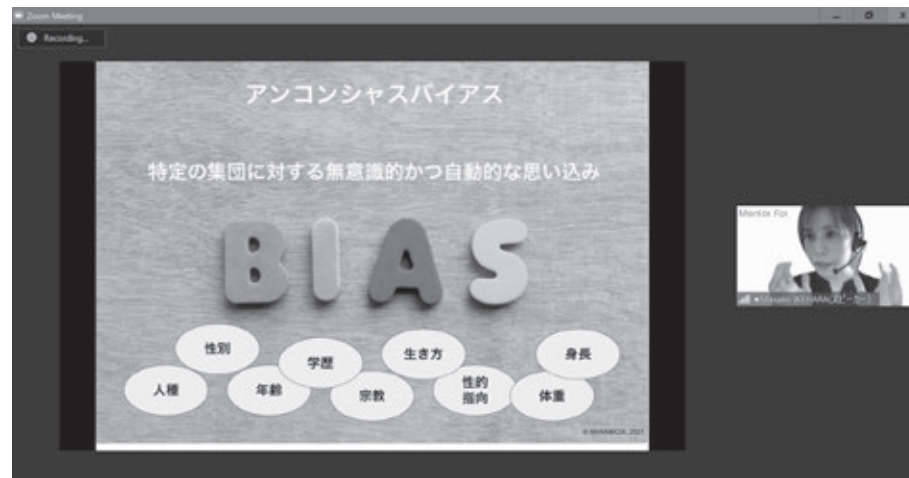 Zoom Meeting
Recording...
アンコンシャスバイアス
特定の集団に対する無意識的かつ自動的な思い込み
BIAS
性別
学歴
生き方
身長
人種
年齢
宗教
性的
指向
体重
Mentor For